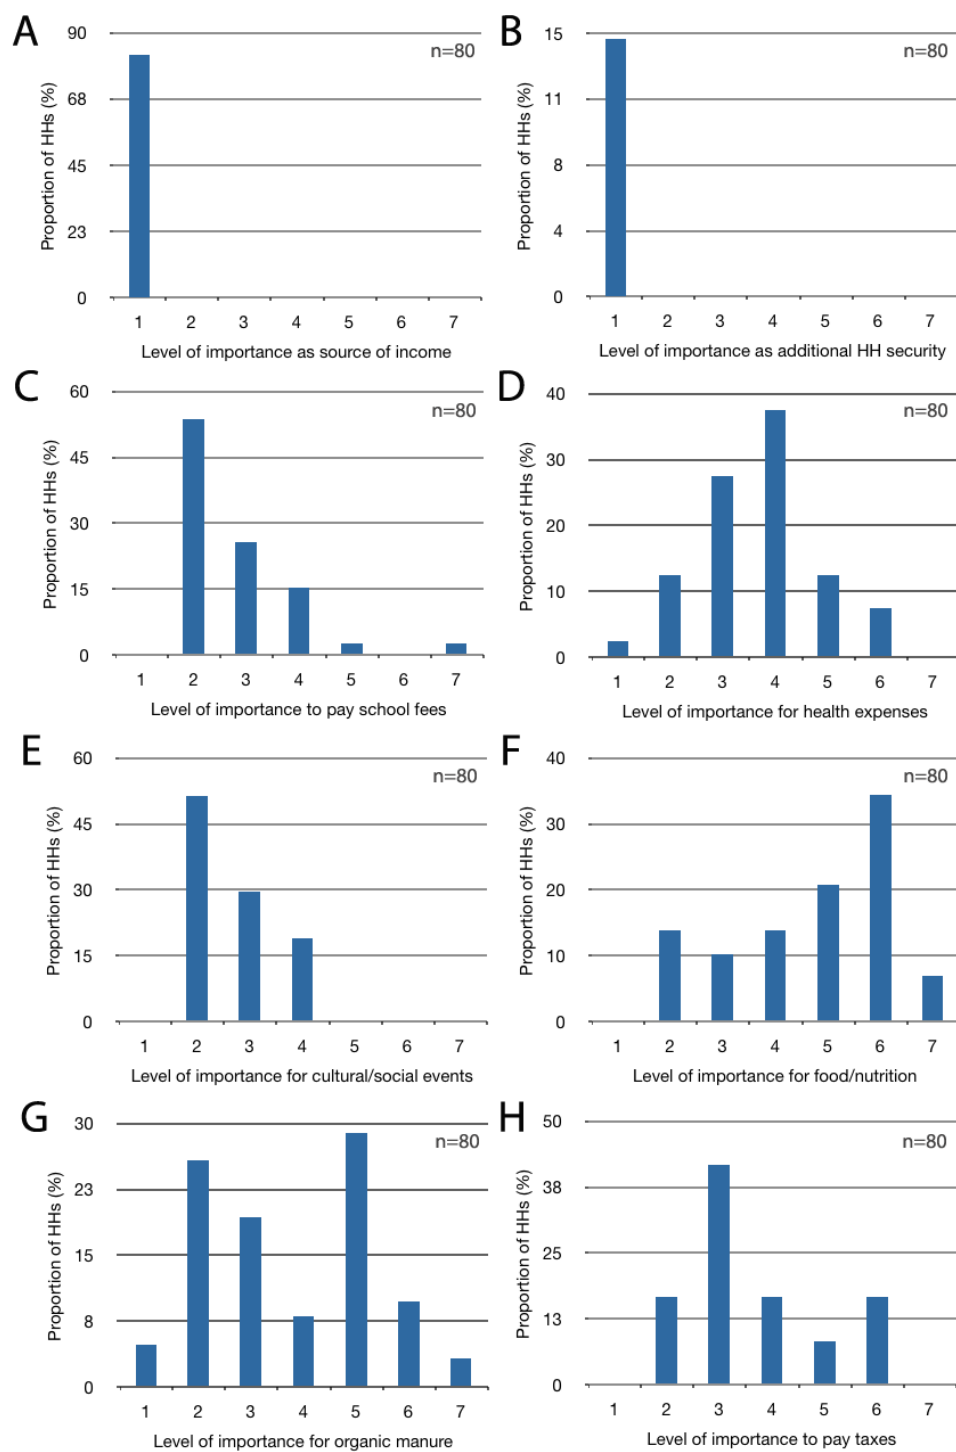 A
90
68
45
23
0
Proportion of HHs (%)
n=80
1 2 3 4 5 6 7
Level of importance as source of income
B
15
11
8
4
0
Proportion of HHs (%)
n=80
1 2 3 4 5 6 7
Level of importance as additional HH security
C
60
45
30
15
0
Proportion of HHs (%)
n=80
1 2 3 4 5 6 7
Level of importance to pay school fees
D
40
30
20
10
0
Proportion of HHs (%)
n=80
1 2 3 4 5 6 7
Level of importance for health expenses
E
60
45
30
15
0
Proportion of HHs (%)
n=80
1 2 3 4 5 6 7
Level of importance for cultural/social events
F
40
30
20
10
0
Proportion of HHs (%)
n=80
1 2 3 4 5 6 7
Level of importance for food/nutrition
G
30
23
15
8
0
Proportion of HHs (%)
n=80
1 2 3 4 5 6 7
Level of importance for organic manure
H
50
38
25
13
0
Proportion of HHs (%)
n=80
1 2 3 4 5 6 7
Level of importance to pay taxes